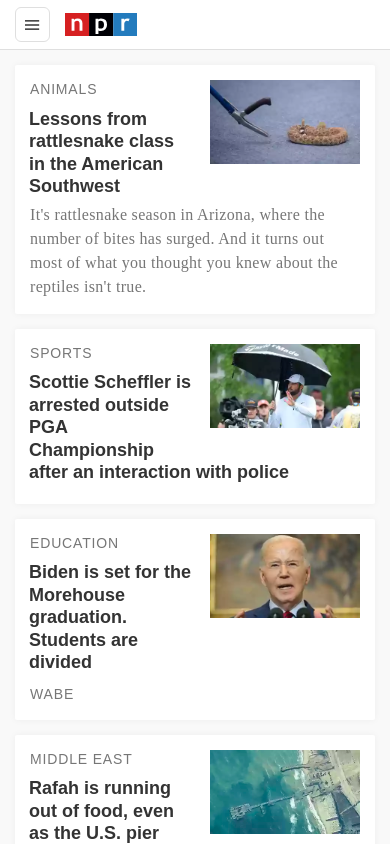 npr
ANIMALS
Lessons from
rattlesnake class
in the American
Southwest
It's rattlesnake season in Arizona, where the
number of bites has surged. And it turns out
most of what you thought you knew about the
reptiles isn't true.
SPORTS
Scottie Scheffler is
arrested outside
PGA
Championship
after an interaction with police
EDUCATION
Biden is set for the
Morehouse
graduation.
Students are
divided
WABE
MIDDLE EAST
Rafah is running
out of food, even
as the U.S. pier